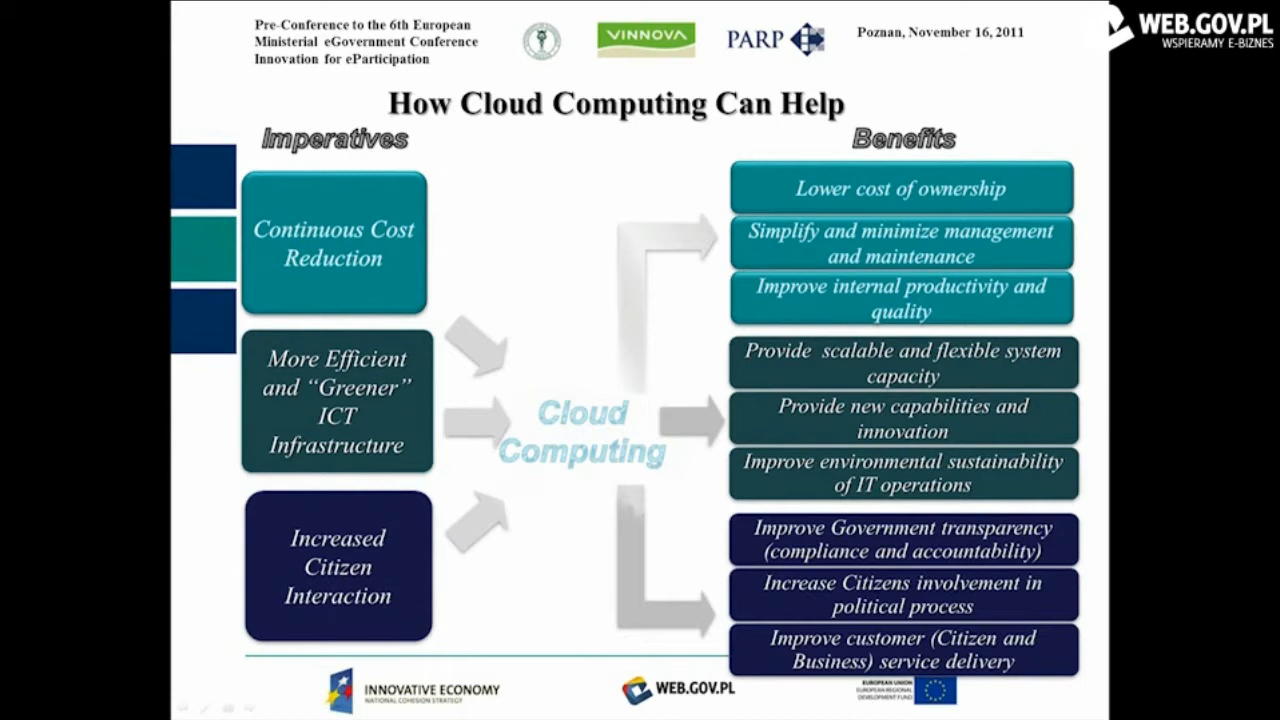 Pre-Conference to the 6th European
Ministerial eGovernment Conference
Innovation for eParticipation
VINNOVA
PARP
Poznan, November 16, 2011
WEB.GOV.PL
WSPIERAMY E-BIZNES
How Cloud Computing Can Help
Imperatives
Benefits
Continuous Cost
Reduction
More Efficient
and “Greener”
ICT
Infrastructure
Increased
Citizen
Interaction
Cloud
Computing
Lower cost of ownership
Simplify and minimize management
and maintenance
Improve internal productivity and
quality
Provide scalable and flexible system
capacity
Provide new capabilities and
innovation
Improve environmental sustainability
of IT operations
Improve Government transparency
(compliance and accountability)
Increase Citizens involvement in
political process
Improve customer (Citizen and
Business) service delivery
INNOVATIVE ECONOMY
NATIONAL COHESION STRATEGY
WEB.GOV.PL
EUROPEAN UNION
EUROPEAN REGIONAL
DEVELOPMENT FUND